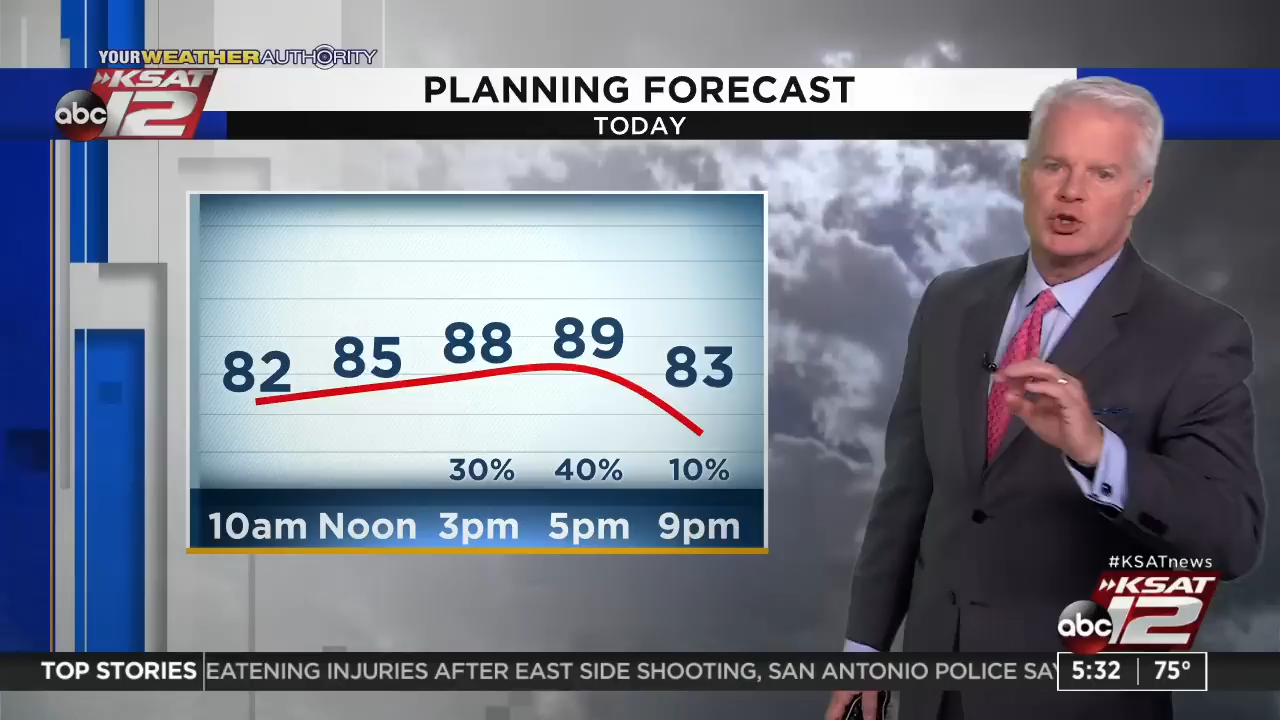 YOUR WEATHER AUTHORITY
KSAT
abc 12
PLANNING FORECAST
TODAY
82 85 88 89 83
30% 40% 10%
10am Noon 3pm 5pm 9pm
#KSATnews
KSAT
abc 12
TOP STORIES EATENING INJURIES AFTER EAST SIDE SHOOTING, SAN ANTONIO POLICE SAY 5:32 75°